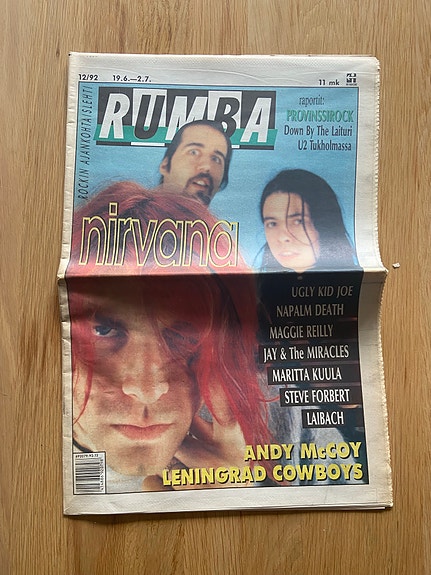 12/92 19.6.—2.7. 11 mk
ROCKIN AJANKOHTAISLEHTI
RUMBA
raportit:
PROVINSSIROCK
Down By The Laituri
U2 Tukholmassa
nirvana
UGLY KID JOE
NAPALM DEATH
MAGGIE REILLY
JAY & The MIRACLES
MARITTA KUULA
STEVE FORBERT
LAIBACH
ANDY McCOY
LENINGRAD COWBOYS